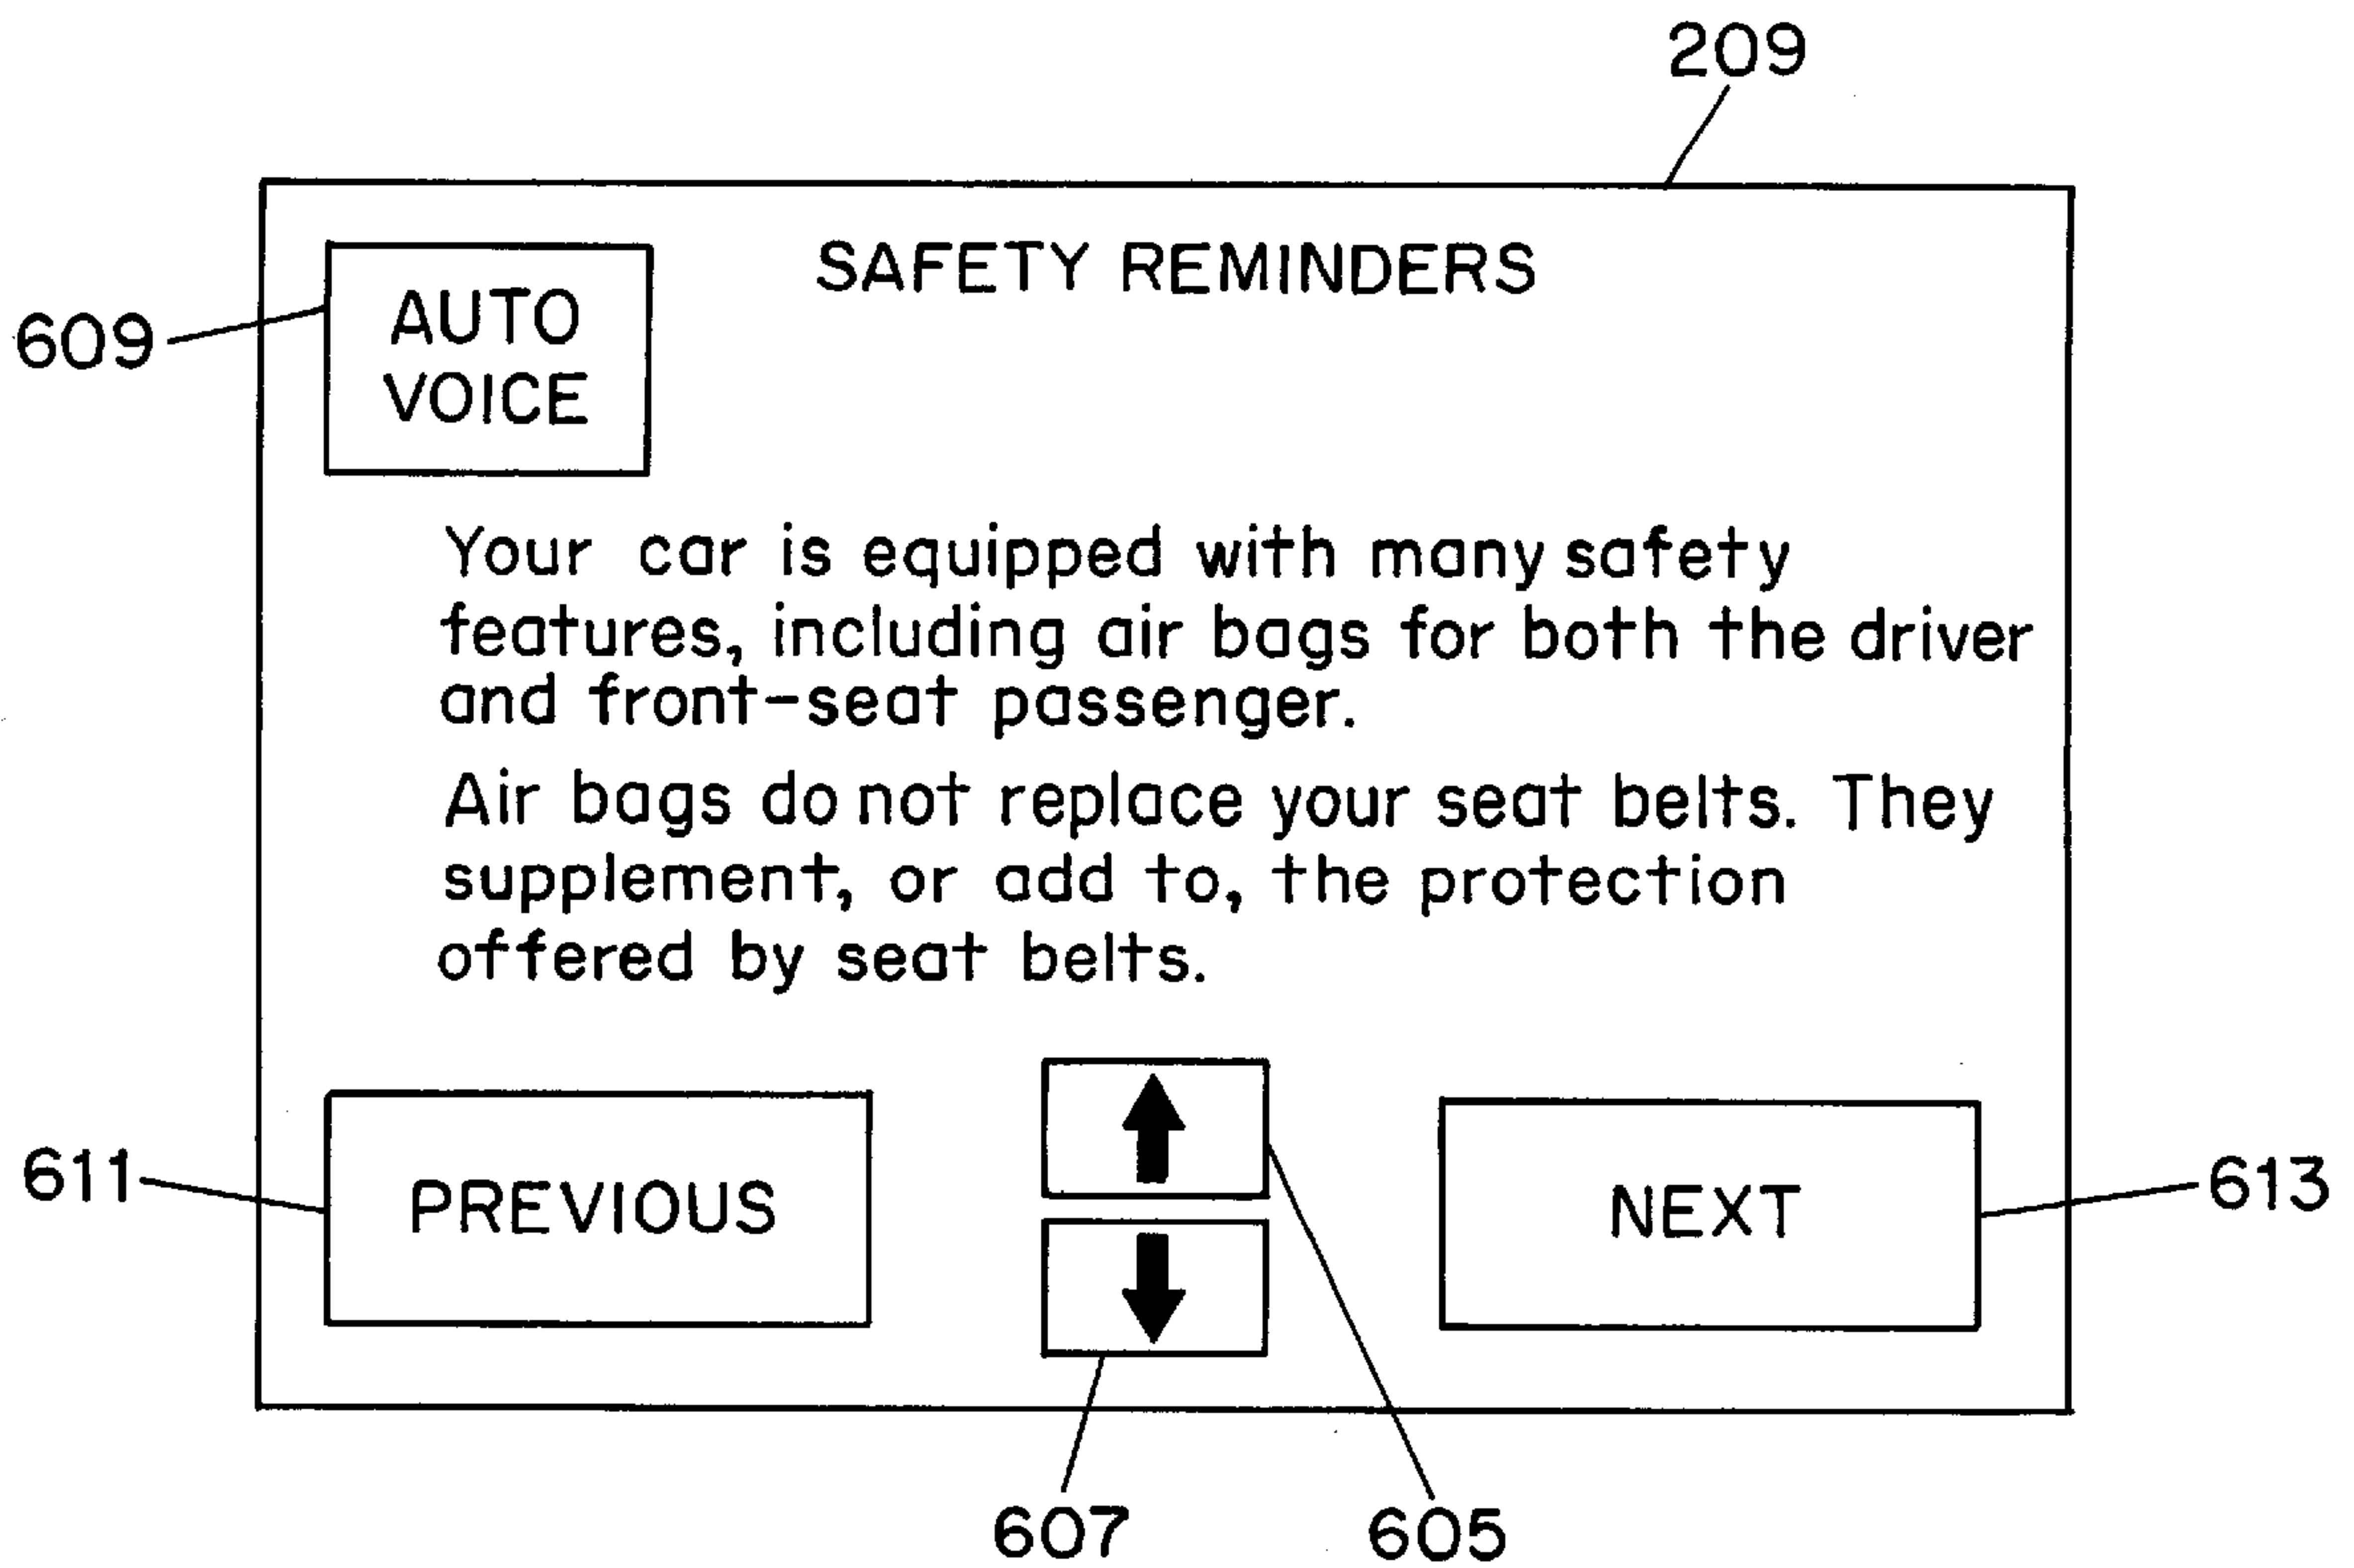 209
SAFETY REMINDERS
609
AUTO
VOICE
Your car is equipped with many safety
features, including air bags for both the driver
and front-seat passenger.
Air bags do not replace your seat belts. They
supplement, or add to, the protection
offered by seat belts.
611
PREVIOUS
NEXT
613
607
605